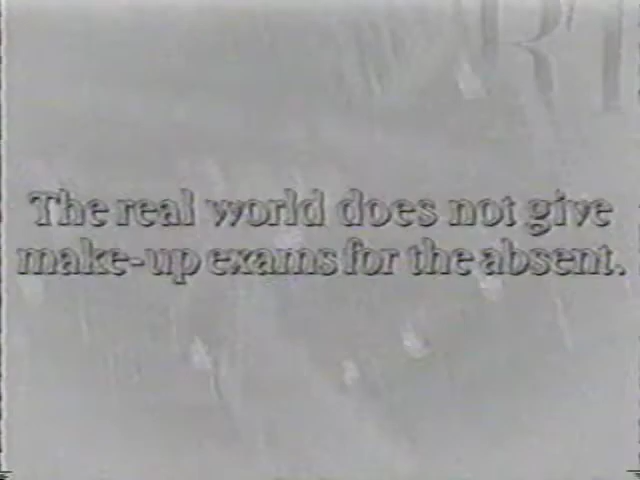 The real world does not give
make-up exams for the absent.